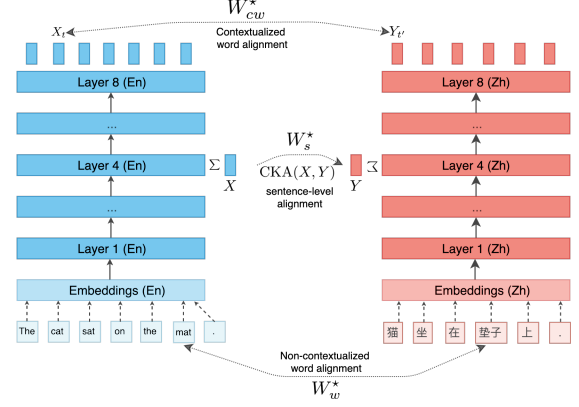 W*cw
Contextualized
word alignment
Xt
Yt'
Layer 8 (En)
Layer 8 (Zh)
...
...
Layer 4 (En)
Σ
X
W*s
CKA(X, Y)
sentence-level
alignment
Y
Σ
Layer 4 (Zh)
...
...
Layer 1 (En)
Layer 1 (Zh)
Embeddings (En)
Embeddings (Zh)
The cat sat on the mat .
猫 坐 在 垫子 上 .
Non-contextualized
word alignment
W*w